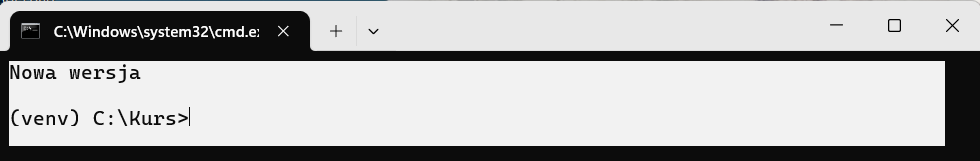 C:\Windows\system32\cmd.e
Nowa wersja
(venv) C:\Kurs>